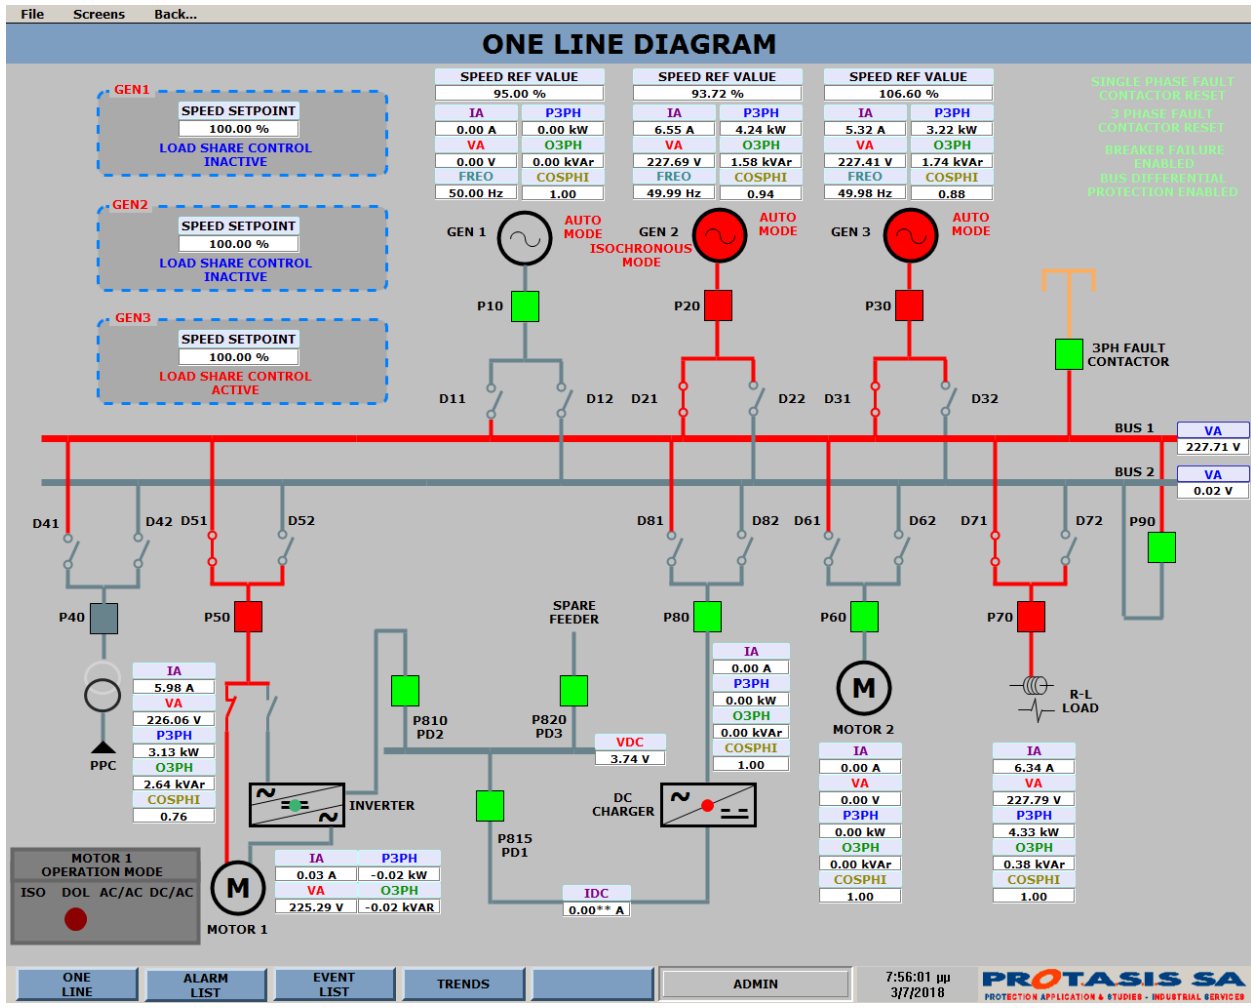 File Screens Back...
ONE LINE DIAGRAM
GEN1
SPEED SETPOINT
100.00 %
LOAD SHARE CONTROL
INACTIVE
GEN2
SPEED SETPOINT
100.00 %
LOAD SHARE CONTROL
INACTIVE
GEN3
SPEED SETPOINT
100.00 %
LOAD SHARE CONTROL
ACTIVE
SPEED REF VALUE
95.00 %
IA P3PH
0.00 A 0.00 kW
VA O3PH
0.00 V 0.00 kVAr
FREO COSPHI
50.00 Hz 1.00
GEN 1
AUTO
MODE
SPEED REF VALUE
93.72 %
IA P3PH
6.55 A 4.24 kW
VA O3PH
227.69 V 1.58 kVAr
FREO COSPHI
49.99 Hz 0.94
GEN 2
AUTO
MODE
ISOCHRONOUS
MODE
SPEED REF VALUE
106.60 %
IA P3PH
5.32 A 3.22 kW
VA O3PH
227.41 V 1.74 kVAr
FREO COSPHI
49.98 Hz 0.88
GEN 3
AUTO
MODE
SINGLE PHASE FAULT
CONTACTOR RESET
3 PHASE FAULT
CONTACTOR RESET
BREAKER FAILURE
ENABLED
BUS DIFFERENTIAL
PROTECTION ENABLED
P10 P20 P30
3PH FAULT
CONTACTOR
D11 D12 D21 D22 D31 D32
BUS 1
VA
227.71 V
BUS 2
VA
0.02 V
D41 D42 D51 D52 D81 D82 D61 D62 D71 D72 P90
P40 P50
SPARE
FEEDER
P80 P60 P70
PPC
IA
5.98 A
VA
226.06 V
P3PH
3.13 kW
O3PH
2.64 kVAr
COSPHI
0.76
P810
PD2
P820
PD3
VDC
3.74 V
IA
0.00 A
P3PH
0.00 kW
O3PH
0.00 kVAr
COSPHI
1.00
MOTOR 2
M
IA
0.00 A
VA
0.00 V
P3PH
0.00 kW
O3PH
0.00 kVAr
COSPHI
1.00
R-L
LOAD
IA
6.34 A
VA
227.79 V
P3PH
4.33 kW
O3PH
0.38 kVAr
COSPHI
1.00
INVERTER
P815
PD1
DC
CHARGER
IDC
0.00** A
MOTOR 1
OPERATION MODE
ISO DOL AC/AC DC/AC
M
MOTOR 1
IA P3PH
0.03 A -0.02 kW
VA O3PH
225.29 V -0.02 kVAR
ONE
LINE
ALARM
LIST
EVENT
LIST
TRENDS
ADMIN
7:56:01 μμ
3/7/2018
PROTASIS SA
PROTECTION APPLICATION & STUDIES - INDUSTRIAL SERVICES